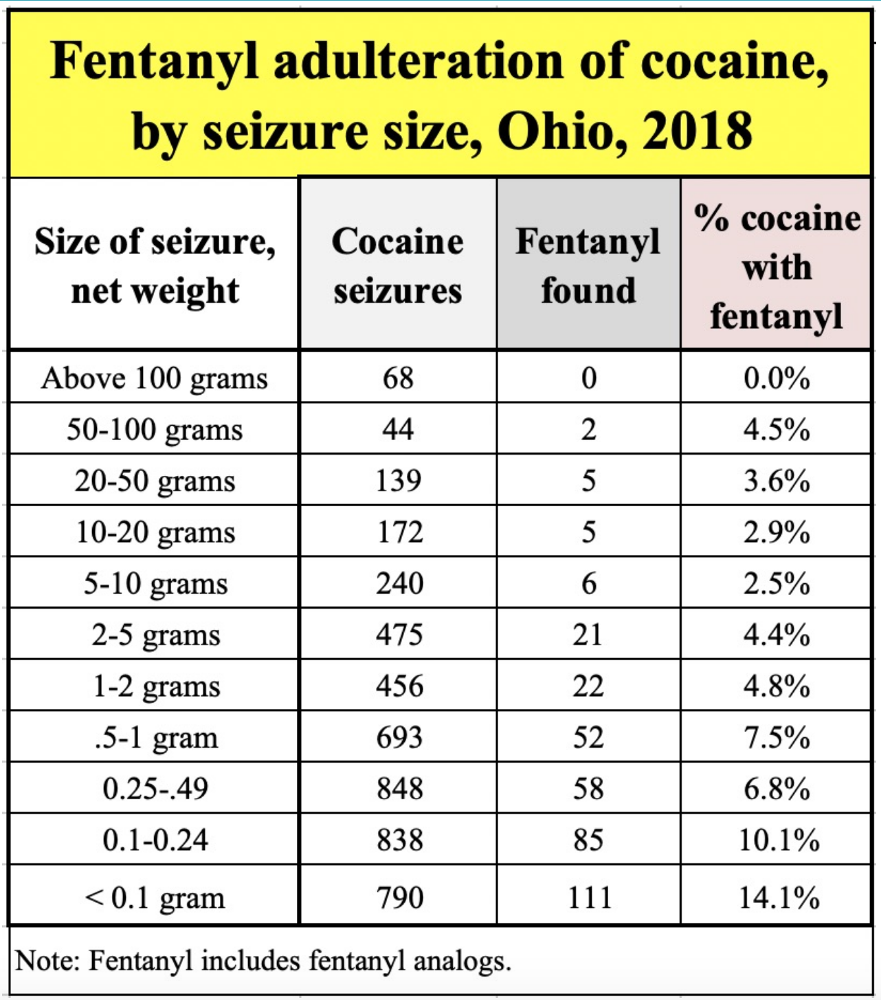 Fentanyl adulteration of cocaine,
by seizure size, Ohio, 2018
Size of seizure, net weight | Cocaine seizures | Fentanyl found | % cocaine with fentanyl
Above 100 grams | 68 | 0 | 0.0%
50-100 grams | 44 | 2 | 4.5%
20-50 grams | 139 | 5 | 3.6%
10-20 grams | 172 | 5 | 2.9%
5-10 grams | 240 | 6 | 2.5%
2-5 grams | 475 | 21 | 4.4%
1-2 grams | 456 | 22 | 4.8%
.5-1 gram | 693 | 52 | 7.5%
0.25-.49 | 848 | 58 | 6.8%
0.1-0.24 | 838 | 85 | 10.1%
< 0.1 gram | 790 | 111 | 14.1%
Note: Fentanyl includes fentanyl analogs.